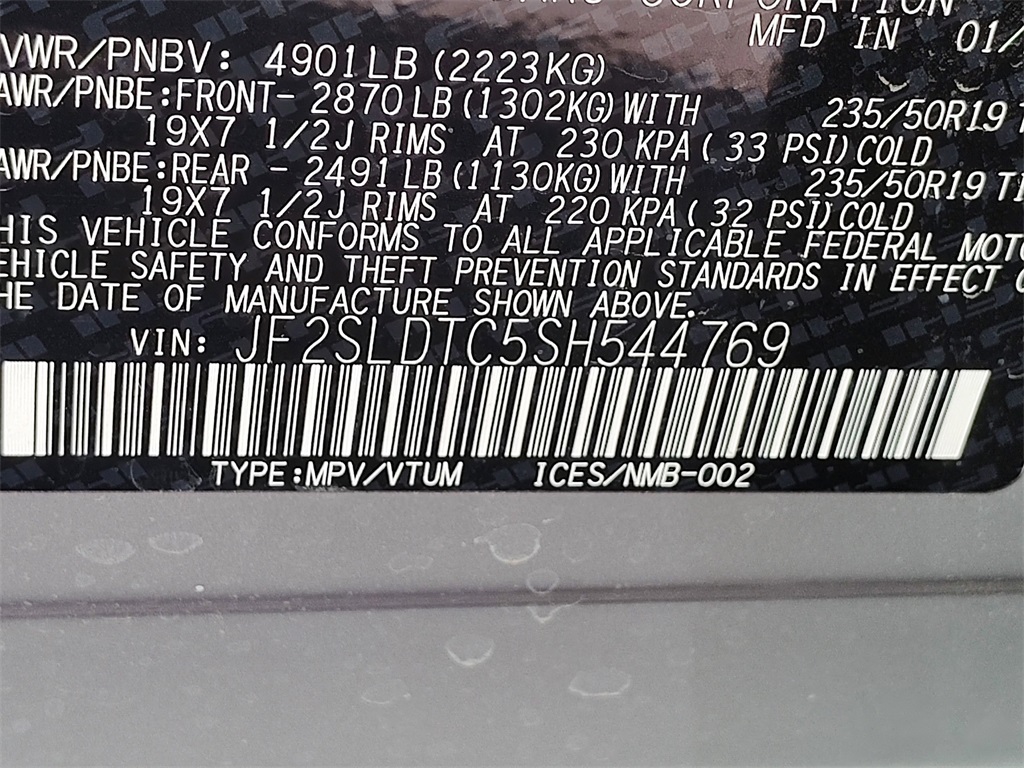 CORPORATION
MFD IN 01/
VWR/PNBV: 4901LB (2223KG)
AWR/PNBE:FRONT- 2870LB(1302KG)WITH 235/50R19
19X7 1/2J RIMS AT 230 KPA( 33 PSI)COLD
AWR/PNBE:REAR - 2491LB(1130KG)WITH 235/50R19
19X7 1/2J RIMS AT 220 KPA( 32 PSI)COLD
HIS VEHICLE CONFORMS TO ALL APPLICABLE FEDERAL MOTO
EHICLE SAFETY AND THEFT PREVENTION STANDARDS IN EFFECT
HE DATE OF MANUFACTURE SHOWN ABOVE.
VIN: JF2SLDTC5SH544769
TYPE:MPV/VTUM ICES/NMB-002